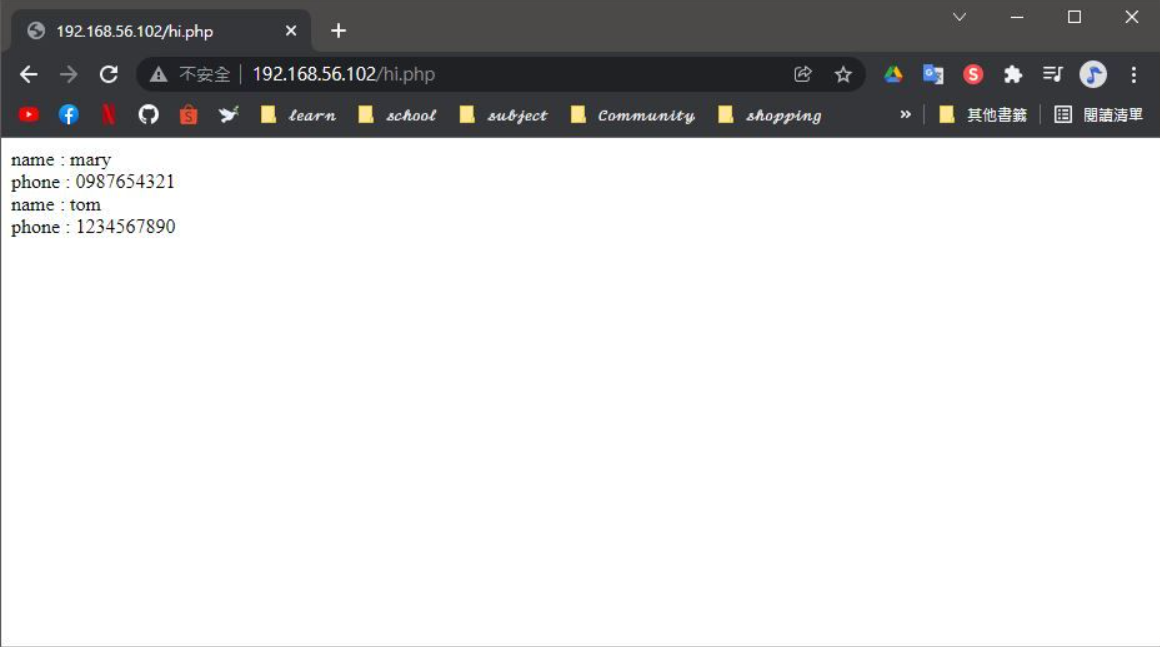 192.168.56.102/hi.php
不安全 192.168.56.102/hi.php
learn school subject Community shopping » 其他書籤 閱讀清單
name : mary
phone : 0987654321
name : tom
phone : 1234567890